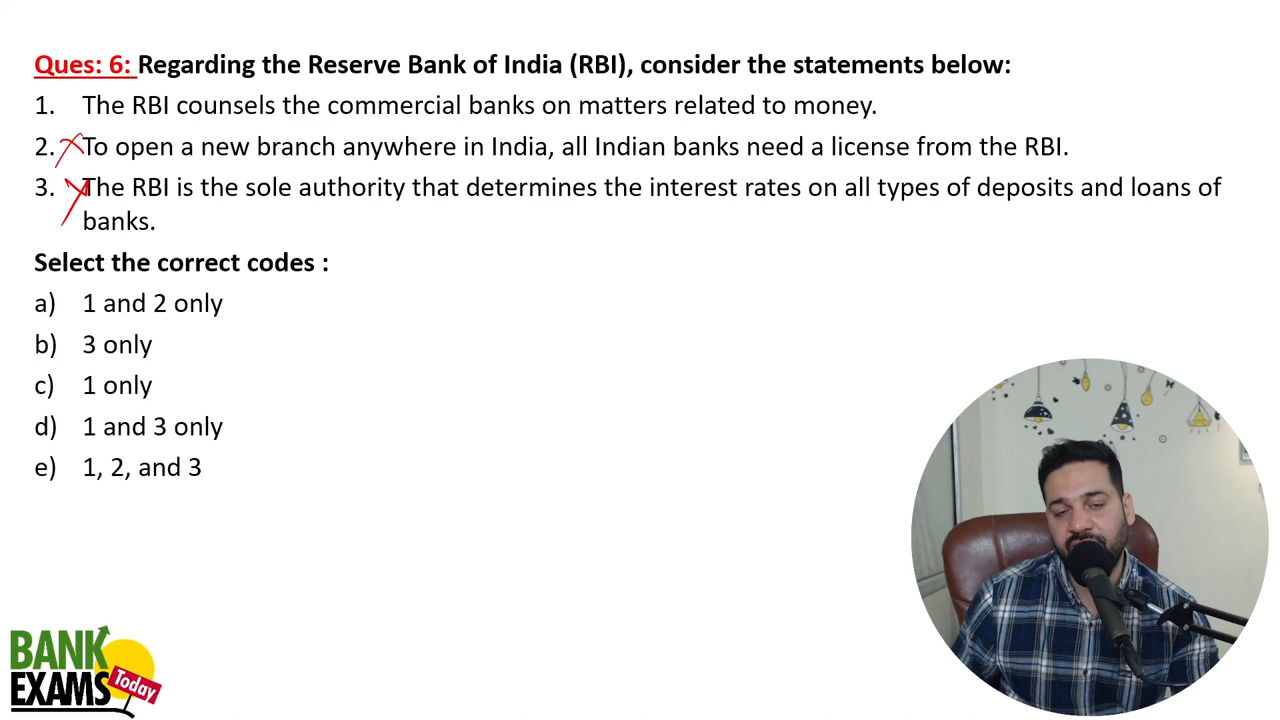 Ques: 6: Regarding the Reserve Bank of India (RBI), consider the statements below:
1. The RBI counsels the commercial banks on matters related to money.
2. To open a new branch anywhere in India, all Indian banks need a license from the RBI.
3. The RBI is the sole authority that determines the interest rates on all types of deposits and loans of
banks.
Select the correct codes :
a) 1 and 2 only
b) 3 only
c) 1 only
d) 1 and 3 only
e) 1, 2, and 3
BANK
EXAMS
Today